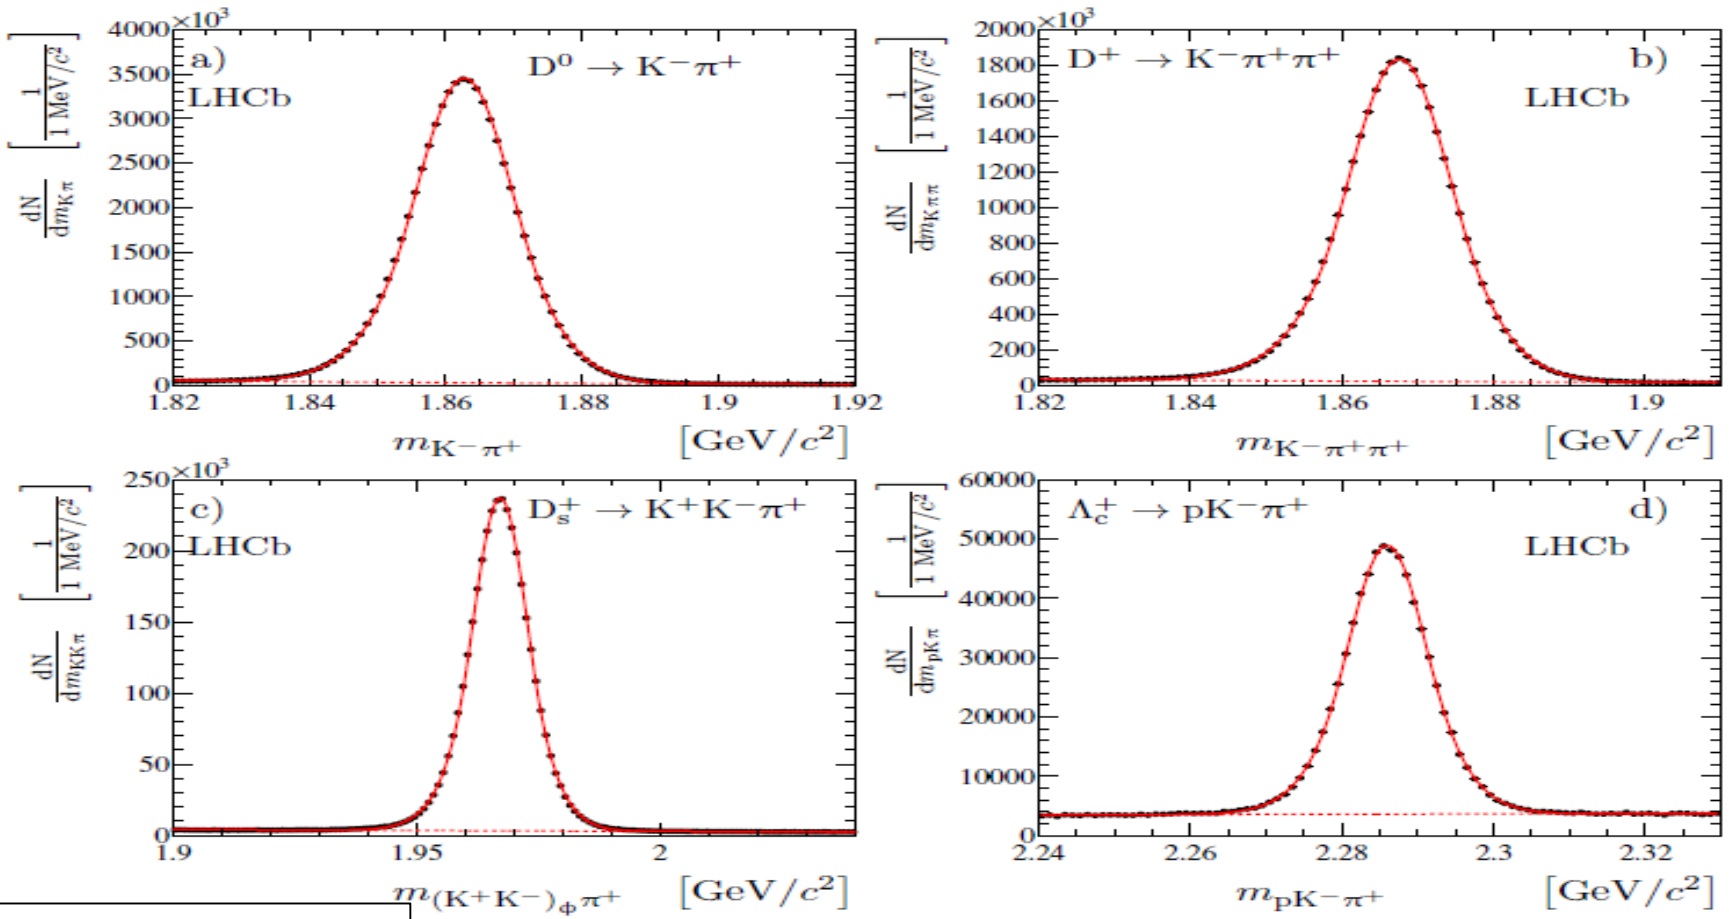 a)
D⁰ → K⁻π⁺
LHCb
dN/dm_Kπ [1/1 MeV/c²]
×10³
4000
3500
3000
2500
2000
1500
1000
500
0
1.82 1.84 1.86 1.88 1.9 1.92
m_K⁻π⁺ [GeV/c²]
D⁺ → K⁻π⁺π⁺
b)
LHCb
dN/dm_Kππ [1/1 MeV/c²]
×10³
2000
1800
1600
1400
1200
1000
800
600
400
200
0
1.82 1.84 1.86 1.88 1.9
m_K⁻π⁺π⁺ [GeV/c²]
c)
D_s⁺ → K⁺K⁻π⁺
LHCb
dN/dm_KKπ [1/1 MeV/c²]
×10³
250
200
150
100
50
0
1.9 1.95 2
m_(K⁺K⁻)_ϕ π⁺ [GeV/c²]
Λ_c⁺ → pK⁻π⁺
d)
LHCb
dN/dm_pKπ [1/1 MeV/c²]
60000
50000
40000
30000
20000
10000
0
2.24 2.26 2.28 2.3 2.32
m_pK⁻π⁺ [GeV/c²]